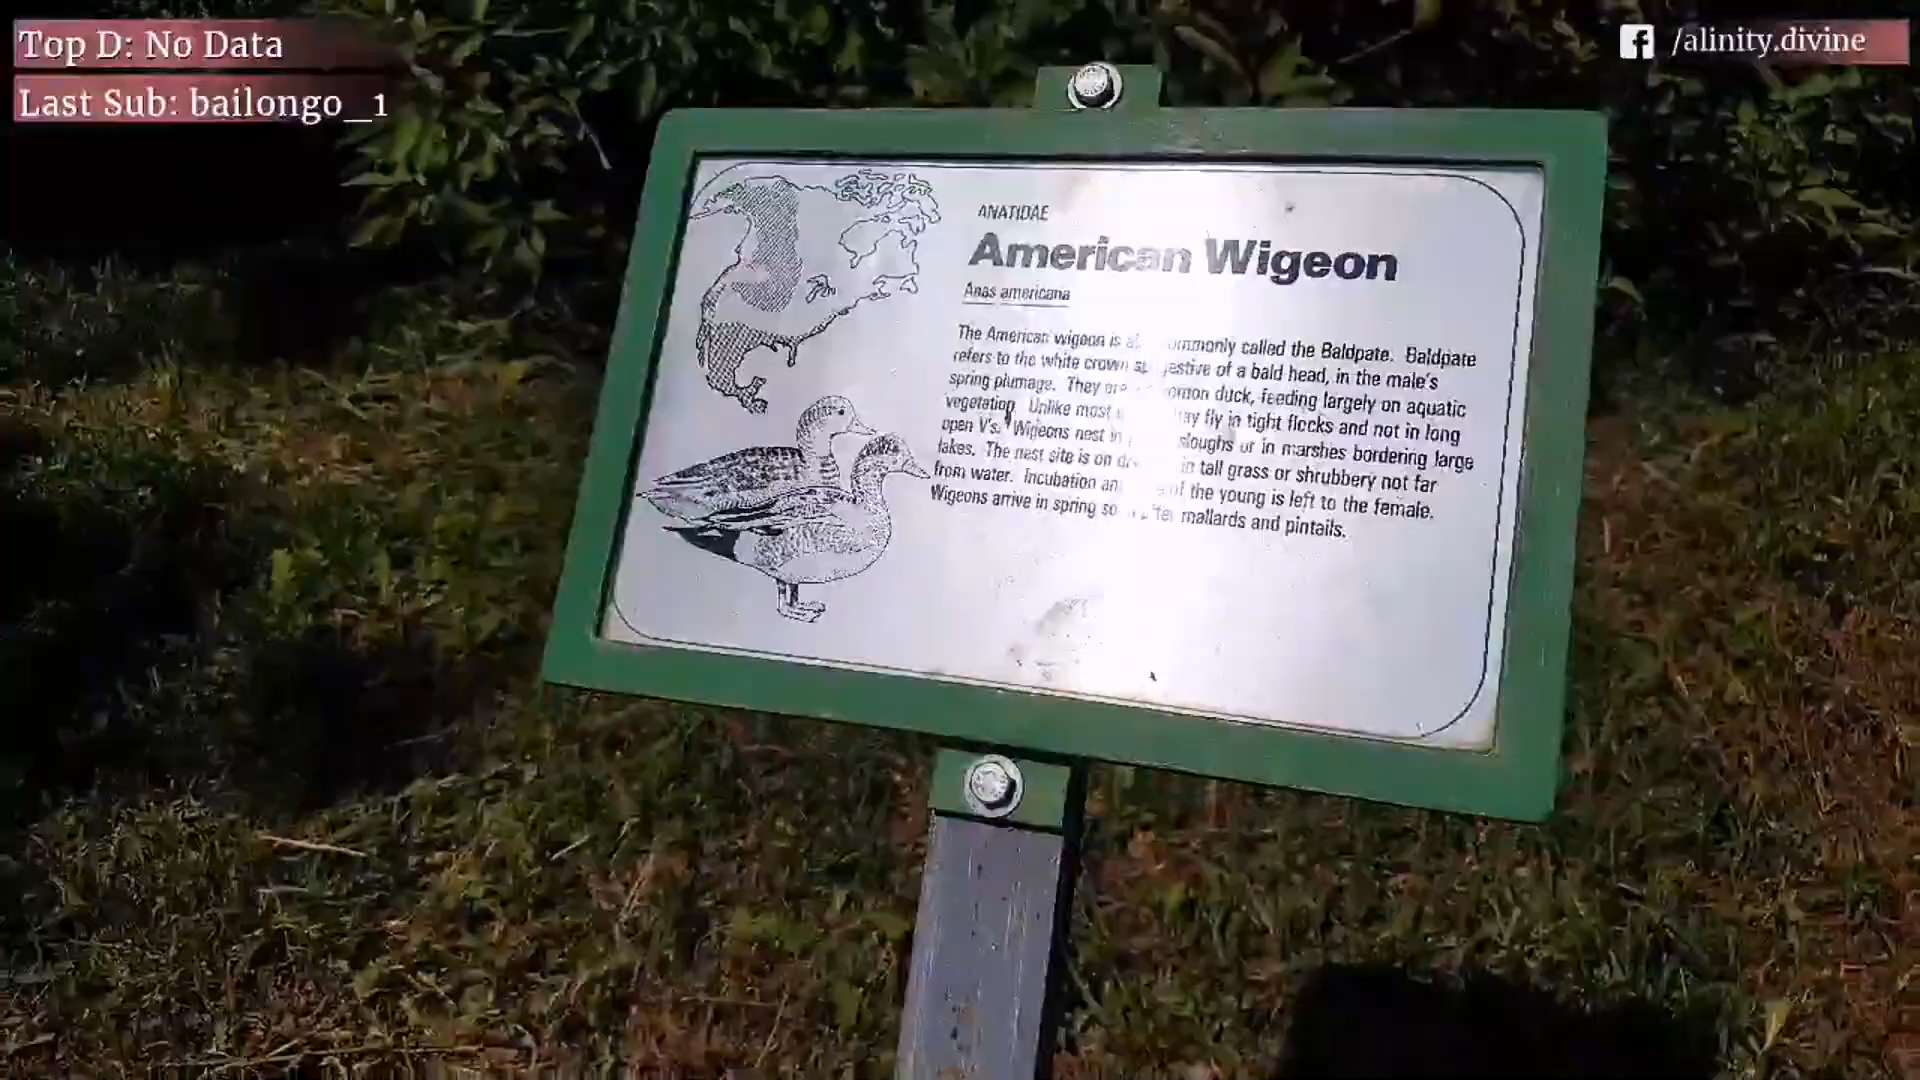 Top D: No Data
Last Sub: bailongo_1
/alinity.divine
ANATIDAE
American Wigeon
Anas americana
The American wigeon is commonly called the Baldpate. Baldpate
refers to the white crown suggestive of a bald head, in the male's
spring plumage. They are common duck, feeding largely on aquatic
vegetation. Unlike most fly in tight flocks and not in long
open V's. Wigeons nest in sloughs or in marshes bordering large
lakes. The nest site is on in tall grass or shrubbery not far
from water. Incubation of the young is left to the female.
Wigeons arrive in spring mallards and pintails.